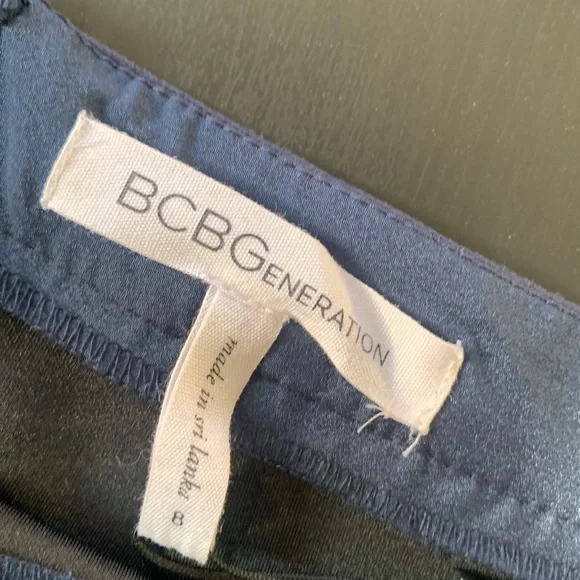 BCBGENERATION
made in sri lanka
8